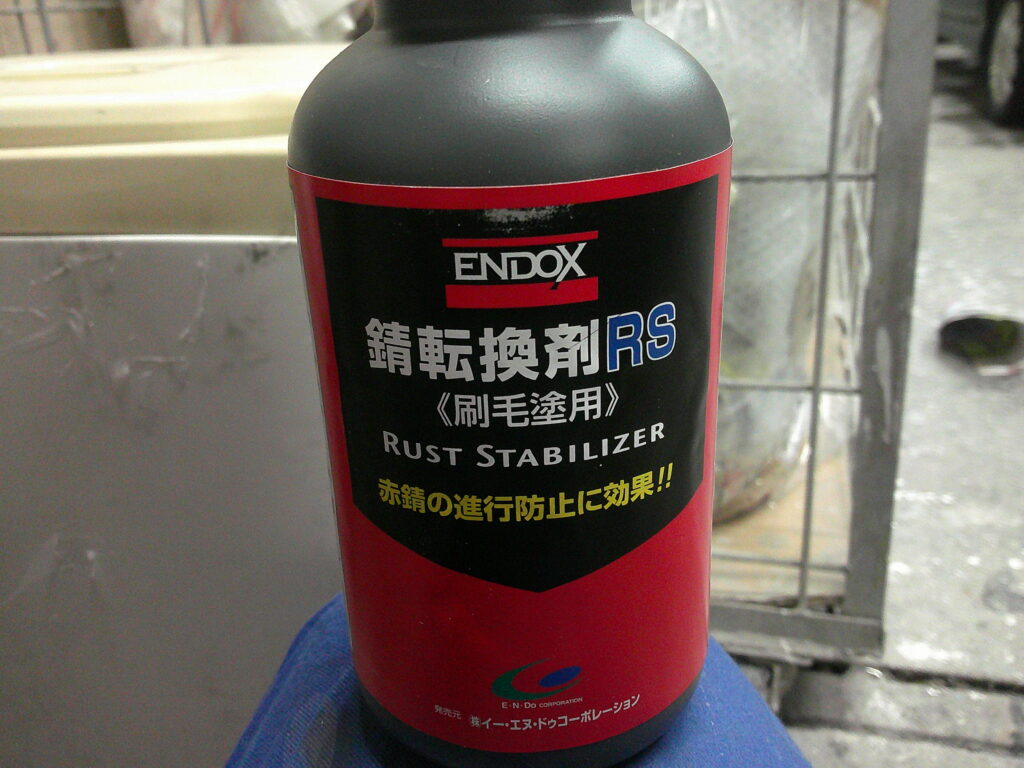 ENDOX
錆転換剤RS
《刷毛塗用》
RUST STABILIZER
赤錆の進行防止に効果!!
E・N・DO CORPORATION
発売元 ㈱イー・エヌ・ドゥコーポレーション